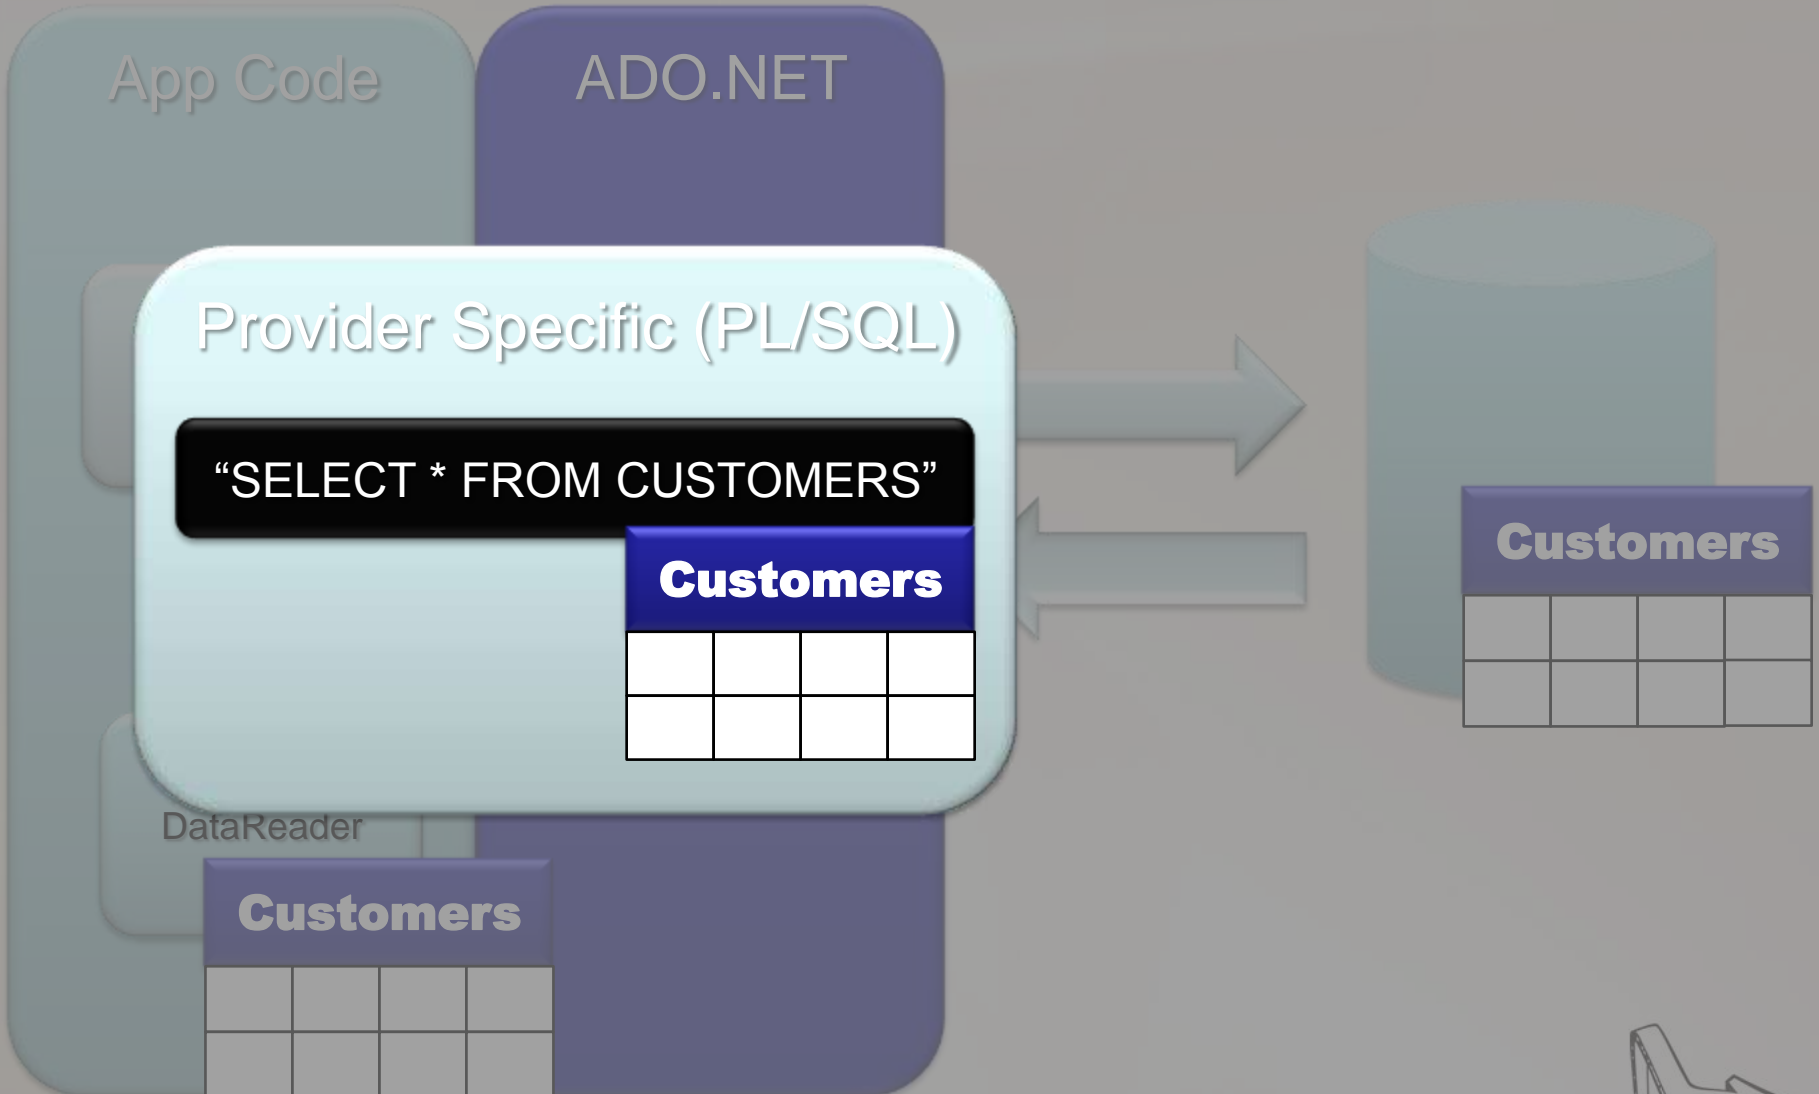 App Code
ADO.NET
Provider Specific (PL/SQL)
“SELECT * FROM CUSTOMERS”
Customers
Customers
DataReader
Customers